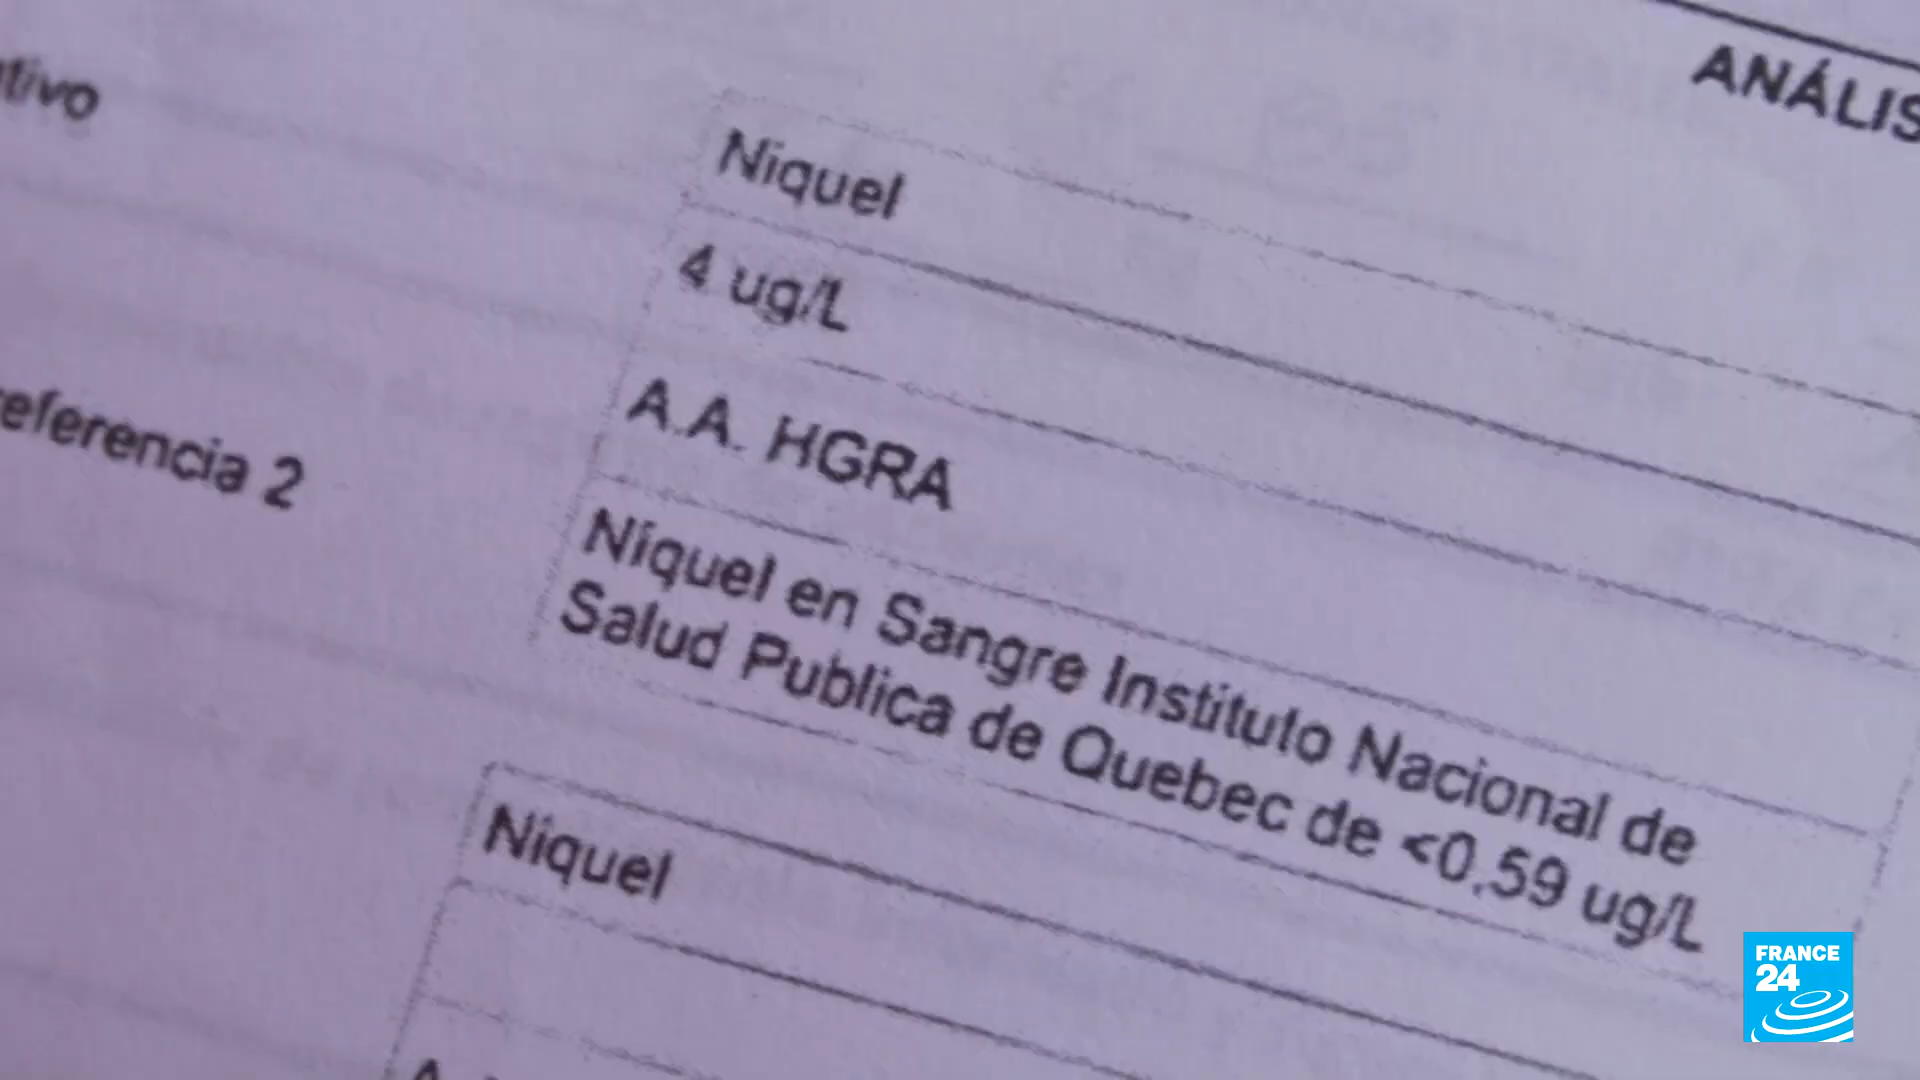 ANÁLIS
tivo
Niquel
4 ug/L
A.A. HGRA
eferencia 2
Níquel en Sangre Instituto Nacional de
Salud Publica de Quebec de <0,59 ug/L
Niquel
FRANCE
24